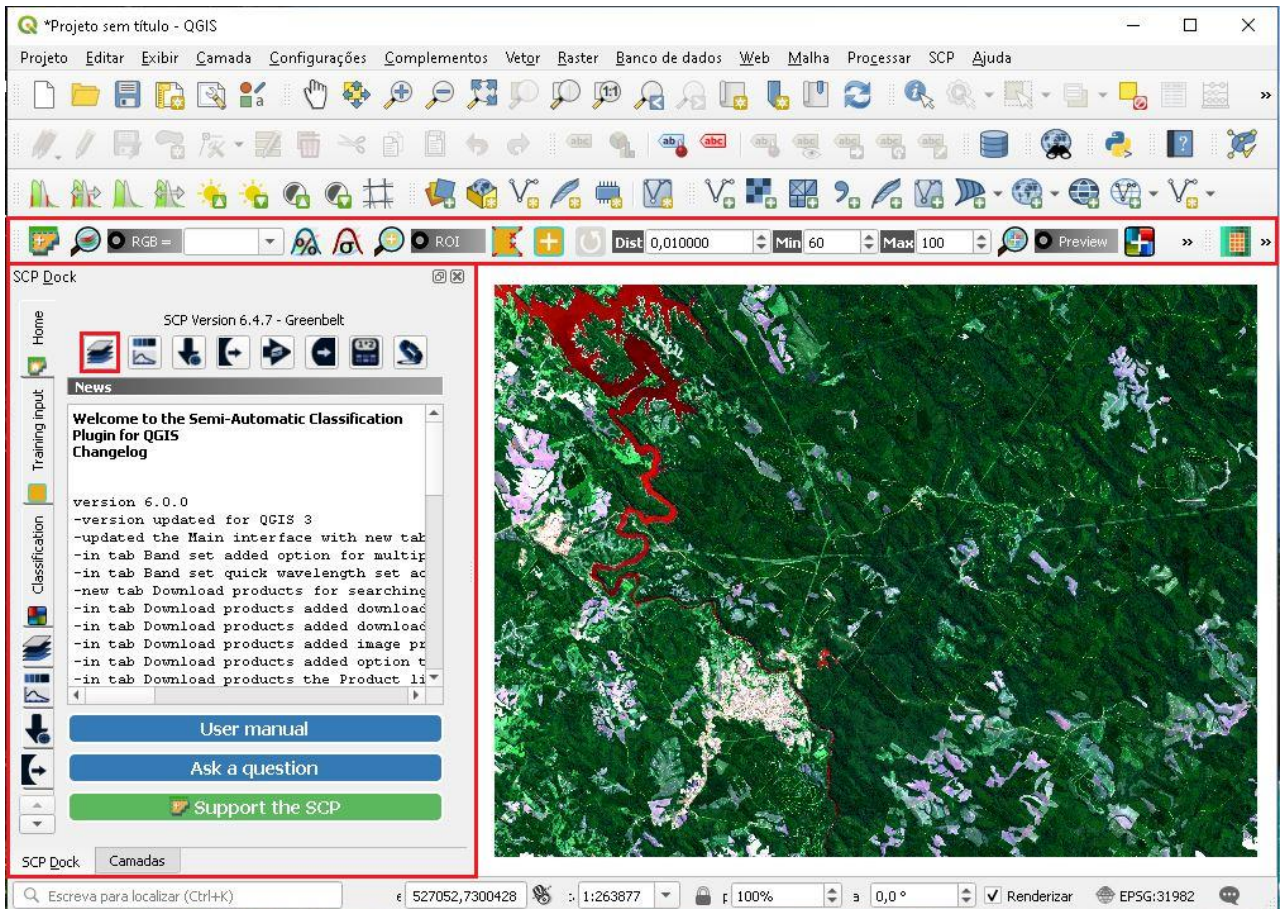 *Projeto sem título - QGIS
Projeto Editar Exibir Camada Configurações Complementos Vetor Raster Banco de dados Web Malha Processar SCP Ajuda
1:1
a
abc
ab
abc
»
RGB =
ROI
Dist 0,010000
Min 60
Max 100
Preview
»
»
SCP Dock
Home
Training input
Classification
SCP Version 6.4.7 - Greenbelt
News
Welcome to the Semi-Automatic Classification
Plugin for QGIS
Changelog
version 6.0.0
-version updated for QGIS 3
-updated the Main interface with new tab
-in tab Band set added option for multip
-in tab Band set quick wavelength set ac
-new tab Download products for searching
-in tab Download products added download
-in tab Download products added download
-in tab Download products added image pr
-in tab Download products added option t
-in tab Download products the Product li
User manual
Ask a question
Support the SCP
SCP Dock Camadas
Escreva para localizar (Ctrl+K)
527052,7300428
1:263877
100%
0,0 °
Renderizar
EPSG:31982